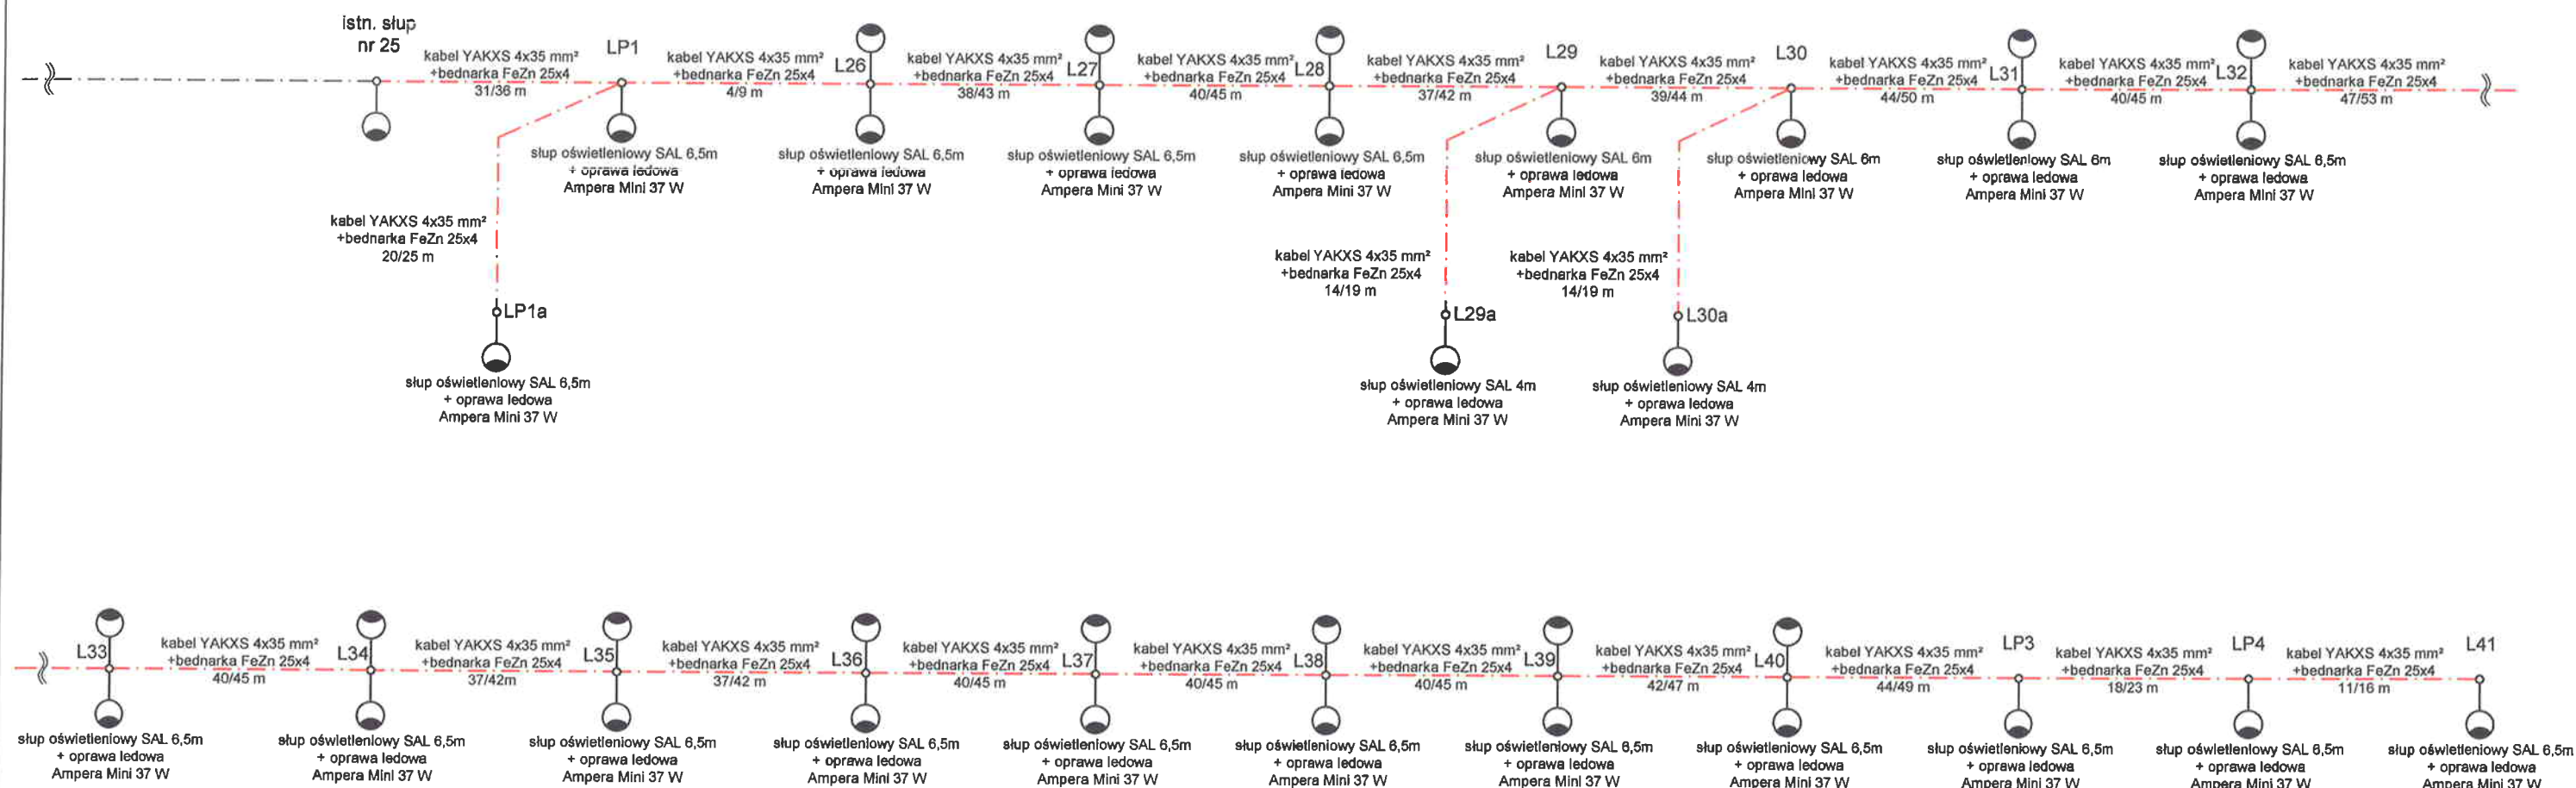 istn. słup
nr 25
kabel YAKXS 4x35 mm²
+bednarka FeZn 25x4
31/36 m
LP1
kabel YAKXS 4x35 mm²
+bednarka FeZn 25x4
4/9 m
L26
kabel YAKXS 4x35 mm²
+bednarka FeZn 25x4
38/43 m
L27
kabel YAKXS 4x35 mm²
+bednarka FeZn 25x4
40/45 m
L28
kabel YAKXS 4x35 mm²
+bednarka FeZn 25x4
37/42 m
L29
kabel YAKXS 4x35 mm²
+bednarka FeZn 25x4
39/44 m
L30
kabel YAKXS 4x35 mm²
+bednarka FeZn 25x4
44/50 m
L31
kabel YAKXS 4x35 mm²
+bednarka FeZn 25x4
40/45 m
L32
kabel YAKXS 4x35 mm²
+bednarka FeZn 25x4
47/53 m
słup oświetleniowy SAL 6,5m
+ oprawa ledowa
Ampera Mini 37 W
słup oświetleniowy SAL 6,5m
+ oprawa ledowa
Ampera Mini 37 W
słup oświetleniowy SAL 6,5m
+ oprawa ledowa
Ampera Mini 37 W
słup oświetleniowy SAL 6,5m
+ oprawa ledowa
Ampera Mini 37 W
słup oświetleniowy SAL 6m
+ oprawa ledowa
Ampera Mini 37 W
słup oświetleniowy SAL 6m
+ oprawa ledowa
Ampera Mini 37 W
słup oświetleniowy SAL 6m
+ oprawa ledowa
Ampera Mini 37 W
słup oświetleniowy SAL 6,5m
+ oprawa ledowa
Ampera Mini 37 W
kabel YAKXS 4x35 mm²
+bednarka FeZn 25x4
20/25 m
kabel YAKXS 4x35 mm²
+bednarka FeZn 25x4
14/19 m
kabel YAKXS 4x35 mm²
+bednarka FeZn 25x4
14/19 m
LP1a
L29a
L30a
słup oświetleniowy SAL 6,5m
+ oprawa ledowa
Ampera Mini 37 W
słup oświetleniowy SAL 4m
+ oprawa ledowa
Ampera Mini 37 W
słup oświetleniowy SAL 4m
+ oprawa ledowa
Ampera Mini 37 W
L33
kabel YAKXS 4x35 mm²
+bednarka FeZn 25x4
40/45 m
L34
kabel YAKXS 4x35 mm²
+bednarka FeZn 25x4
37/42m
L35
kabel YAKXS 4x35 mm²
+bednarka FeZn 25x4
37/42 m
L36
kabel YAKXS 4x35 mm²
+bednarka FeZn 25x4
40/45 m
L37
kabel YAKXS 4x35 mm²
+bednarka FeZn 25x4
40/45 m
L38
kabel YAKXS 4x35 mm²
+bednarka FeZn 25x4
40/45 m
L39
kabel YAKXS 4x35 mm²
+bednarka FeZn 25x4
42/47 m
L40
kabel YAKXS 4x35 mm²
+bednarka FeZn 25x4
44/49 m
LP3
kabel YAKXS 4x35 mm²
+bednarka FeZn 25x4
18/23 m
LP4
kabel YAKXS 4x35 mm²
+bednarka FeZn 25x4
11/16 m
L41
słup oświetleniowy SAL 6,5m
+ oprawa ledowa
Ampera Mini 37 W
słup oświetleniowy SAL 6,5m
+ oprawa ledowa
Ampera Mini 37 W
słup oświetleniowy SAL 6,5m
+ oprawa ledowa
Ampera Mini 37 W
słup oświetleniowy SAL 6,5m
+ oprawa ledowa
Ampera Mini 37 W
słup oświetleniowy SAL 6,5m
+ oprawa ledowa
Ampera Mini 37 W
słup oświetleniowy SAL 6,5m
+ oprawa ledowa
Ampera Mini 37 W
słup oświetleniowy SAL 6,5m
+ oprawa ledowa
Ampera Mini 37 W
słup oświetleniowy SAL 6,5m
+ oprawa ledowa
Ampera Mini 37 W
słup oświetleniowy SAL 6,5m
+ oprawa ledowa
Ampera Mini 37 W
słup oświetleniowy SAL 6,5m
+ oprawa ledowa
Ampera Mini 37 W
słup oświetleniowy SAL 6,5m
+ oprawa ledowa
Ampera Mini 37 W